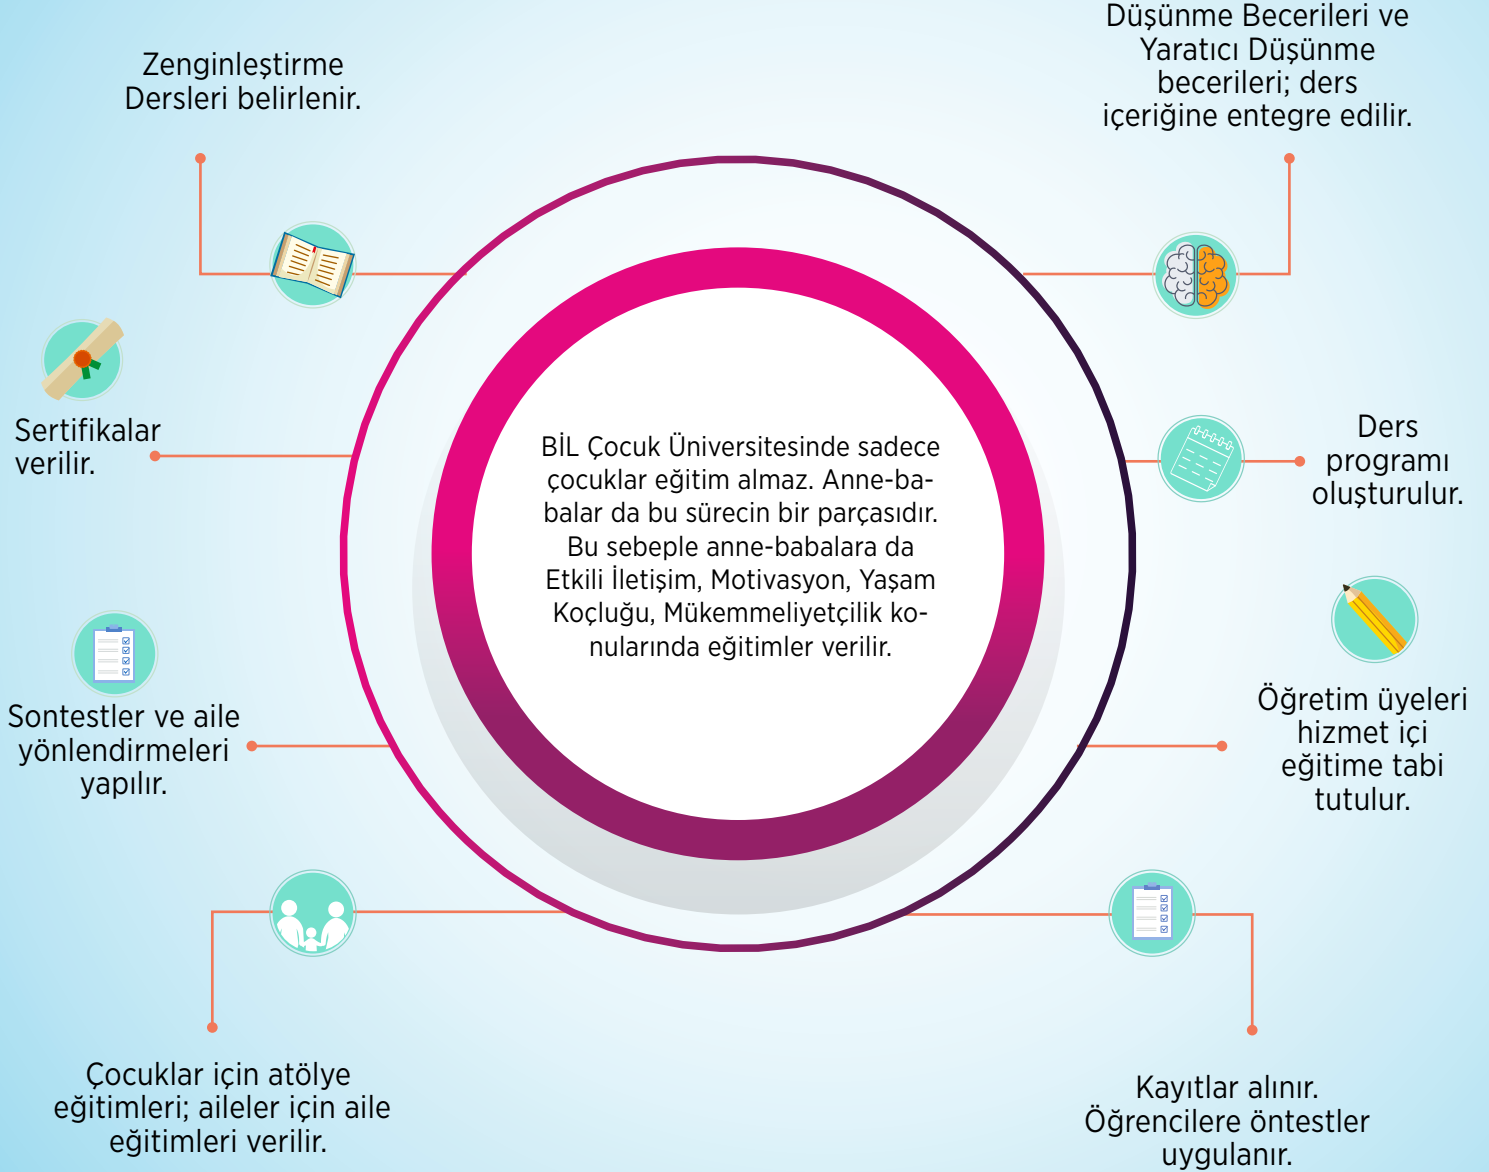 Zenginleştirme
Dersleri belirlenir.
Düşünme Becerileri ve
Yaratıcı Düşünme
becerileri; ders
içeriğine entegre edilir.
Ders
programı
oluşturulur.
Öğretim üyeleri
hizmet içi
eğitime tabi
tutulur.
Kayıtlar alınır.
Öğrencilere öntestler
uygulanır.
Çocuklar için atölye
eğitimleri; aileler için aile
eğitimleri verilir.
Sontestler ve aile
yönlendirmeleri
yapılır.
Sertifikalar
verilir.
BİL Çocuk Üniversitesinde sadece
çocuklar eğitim almaz. Anne-ba-
balar da bu sürecin bir parçasıdır.
Bu sebeple anne-babalara da
Etkili İletişim, Motivasyon, Yaşam
Koçluğu, Mükemmeliyetçilik ko-
nularında eğitimler verilir.